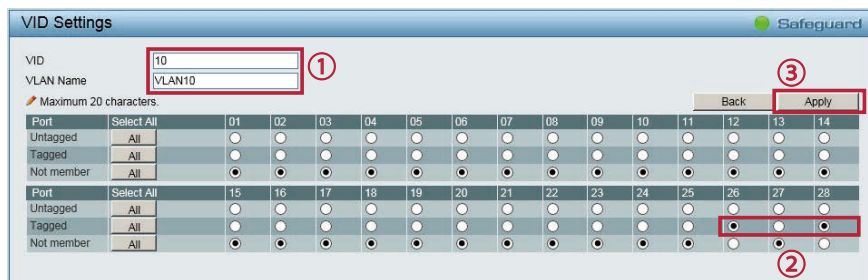 VID Settings
Safeguard
VID 10
①
VLAN Name VLAN10
③
Maximum 20 characters.
Back Apply
Port Select All 01 02 03 04 05 06 07 08 09 10 11 12 13 14
Untagged All
Tagged All
Not member All
Port Select All 15 16 17 18 19 20 21 22 23 24 25 26 27 28
Untagged All
Tagged All
Not member All
②